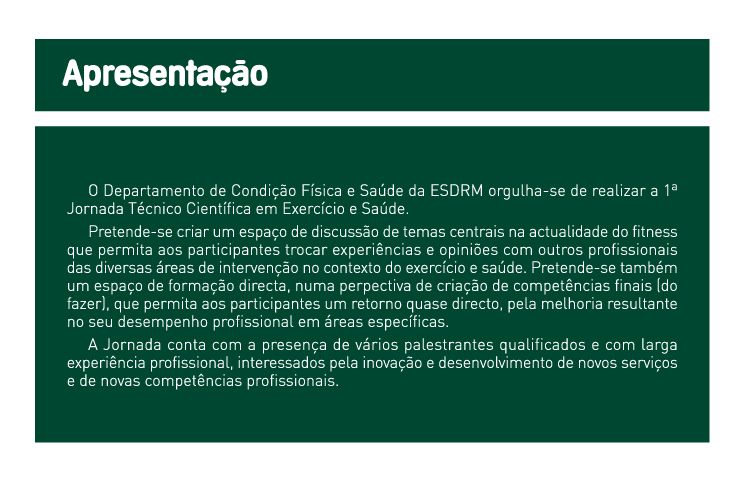 Apresentação
O Departamento de Condição Física e Saúde da ESDRM orgulha-se de realizar a 1ª
Jornada Técnico Científica em Exercício e Saúde.
Pretende-se criar um espaço de discussão de temas centrais na actualidade do fitness
que permita aos participantes trocar experiências e opiniões com outros profissionais
das diversas áreas de intervenção no contexto do exercício e saúde. Pretende-se também
um espaço de formação directa, numa perpectiva de criação de competências finais (do
fazer), que permita aos participantes um retorno quase directo, pela melhoria resultante
no seu desempenho profissional em áreas específicas.
A Jornada conta com a presença de vários palestrantes qualificados e com larga
experiência profissional, interessados pela inovação e desenvolvimento de novos serviços
e de novas competências profissionais.